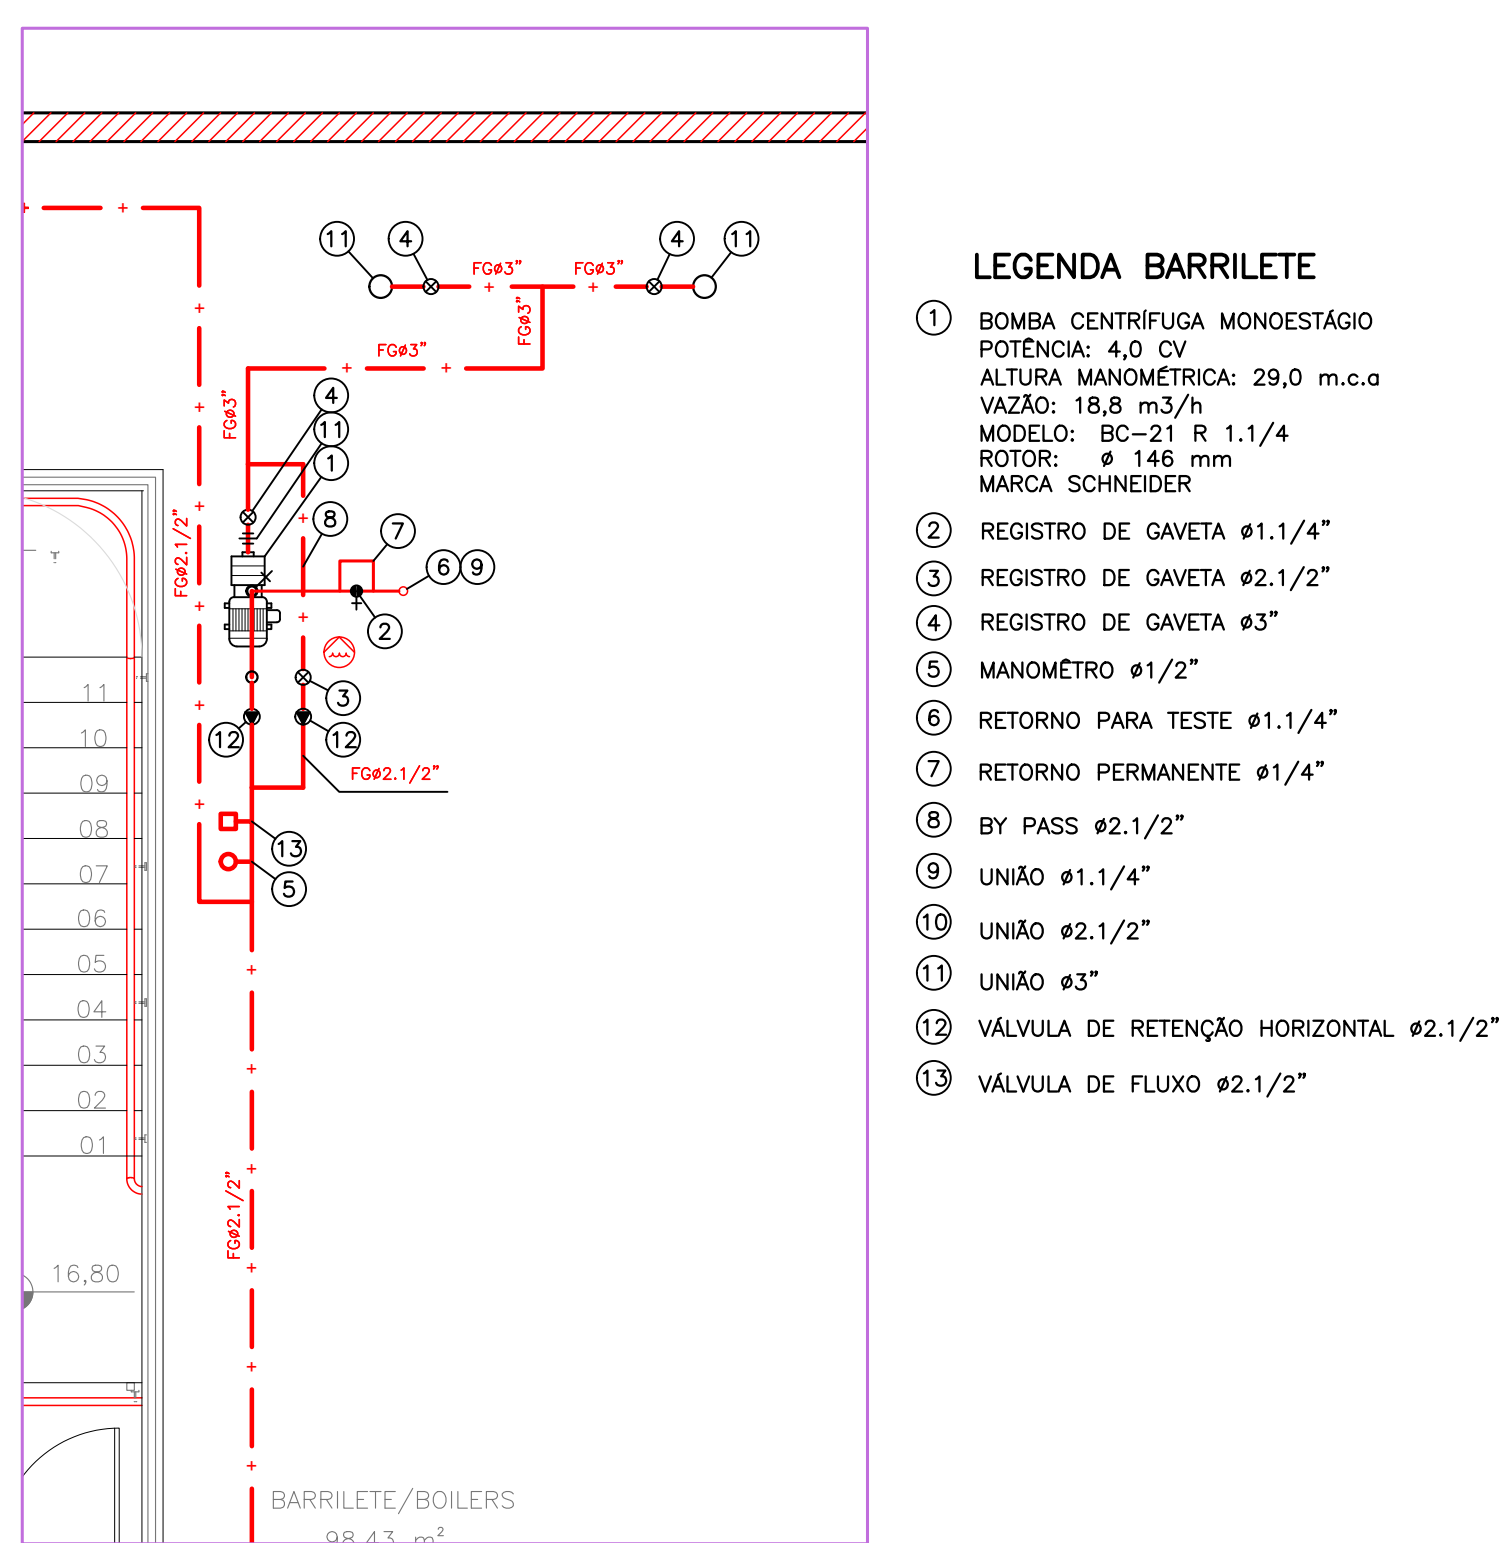 11
4
4
11
FGø3”
FGø3”
FGø3”
FGø3”
FGø3”
4
11
1
8
7
6
9
2
FGø2.1/2”
3
12
12
FGø2.1/2”
13
5
11
10
09
08
07
06
05
04
03
02
01
FGø2.1/2”
16,80
BARRILETE/BOILERS
98,43 m²
LEGENDA BARRILETE
1 BOMBA CENTRÍFUGA MONOESTÁGIO
POTÊNCIA: 4,0 CV
ALTURA MANOMÉTRICA: 29,0 m.c.a
VAZÃO: 18,8 m3/h
MODELO: BC-21 R 1.1/4
ROTOR: ø 146 mm
MARCA SCHNEIDER
2 REGISTRO DE GAVETA ø1.1/4”
3 REGISTRO DE GAVETA ø2.1/2”
4 REGISTRO DE GAVETA ø3”
5 MANOMÊTRO ø1/2”
6 RETORNO PARA TESTE ø1.1/4”
7 RETORNO PERMANENTE ø1/4”
8 BY PASS ø2.1/2”
9 UNIÃO ø1.1/4”
10 UNIÃO ø2.1/2”
11 UNIÃO ø3”
12 VÁLVULA DE RETENÇÃO HORIZONTAL ø2.1/2”
13 VÁLVULA DE FLUXO ø2.1/2”